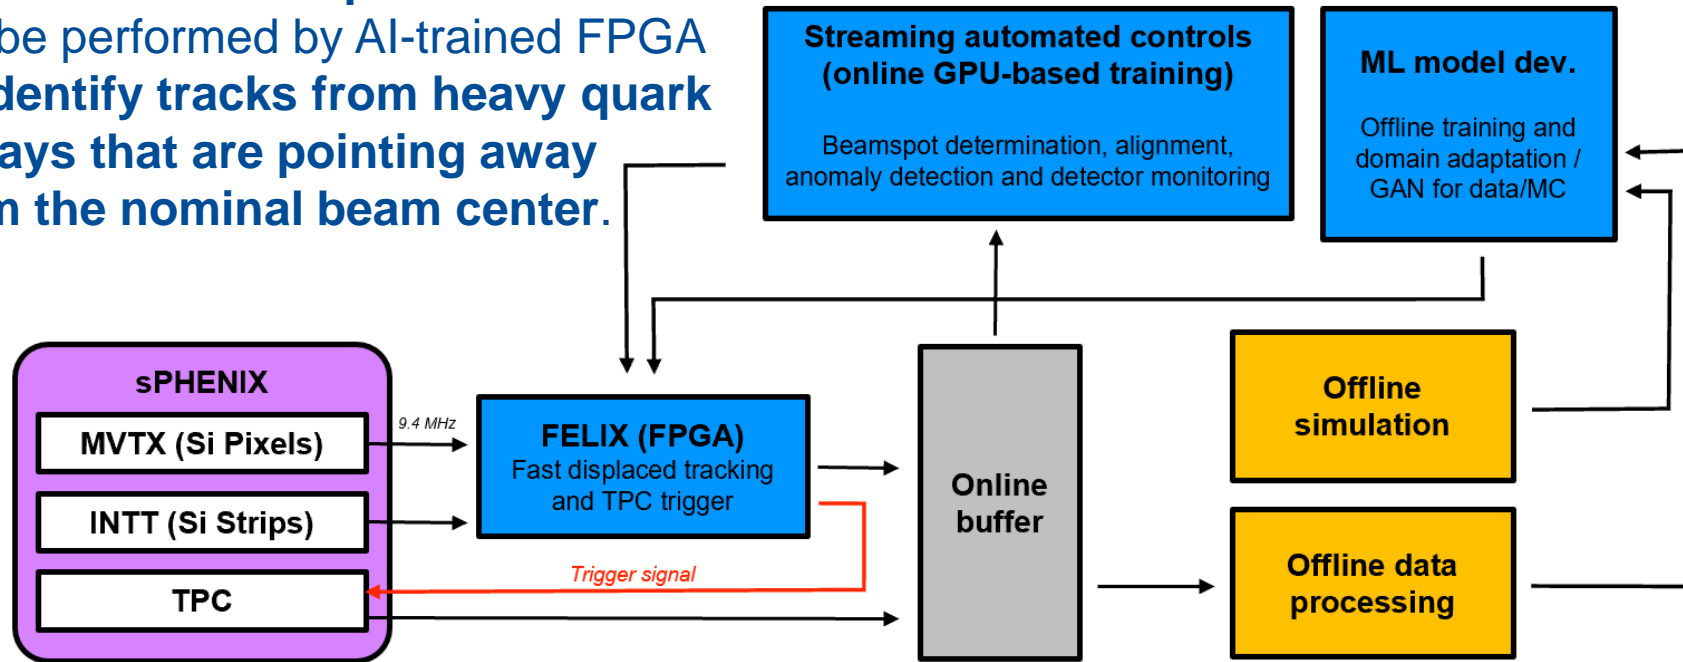 be performed by AI-trained FPGA
dentify tracks from heavy quark
ays that are pointing away
the nominal beam center.
Streaming automated controls
(online GPU-based training)
Beamspot determination, alignment,
anomaly detection and detector monitoring
ML model dev.
Offline training and
domain adaptation /
GAN for data/MC
sPHENIX
MVTX (Si Pixels)
INTT (Si Strips)
TPC
9.4 MHz
FELIX (FPGA)
Fast displaced tracking
and TPC trigger
Trigger signal
Online
buffer
Offline
simulation
Offline data
processing